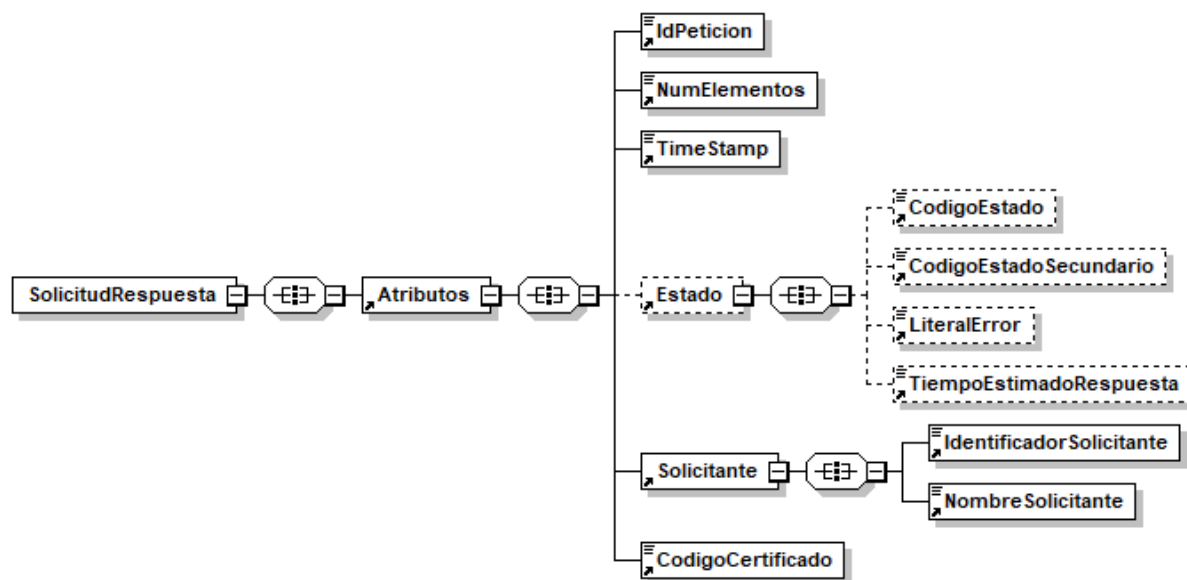 IdPeticion
NumElementos
TimeStamp
CodigoEstado
CodigoEstadoSecundario
SolicitudRespuesta
Atributos
Estado
LiteralError
TiempoEstimadoRespuesta
IdentificadorSolicitante
Solicitante
NombreSolicitante
CodigoCertificado